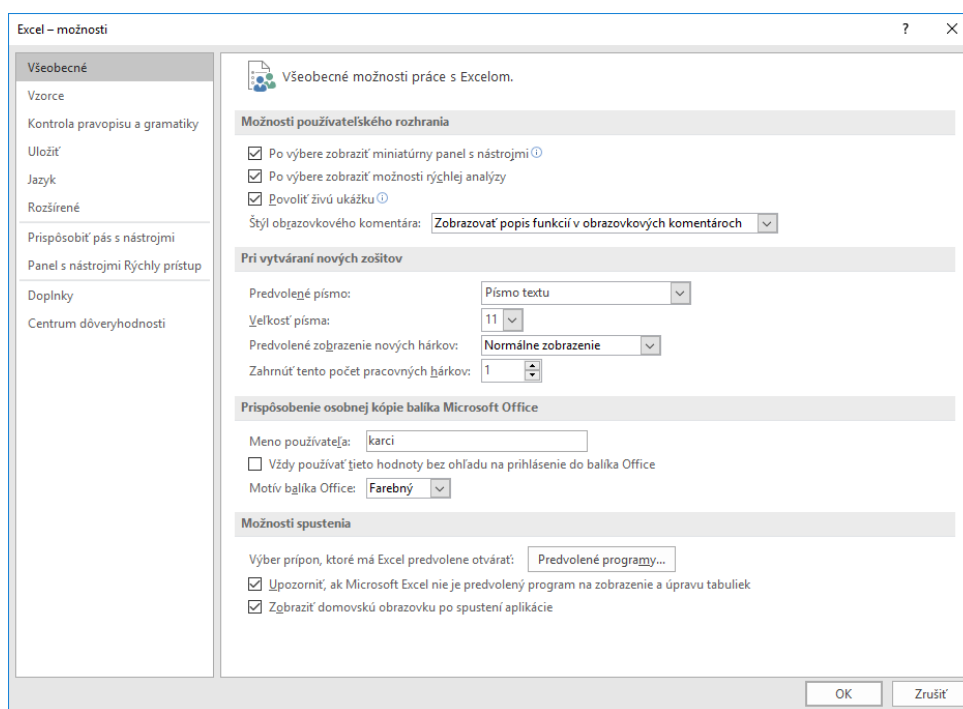 Excel – možnosti
?
Všeobecné
Vzorce
Kontrola pravopisu a gramatiky
Uložiť
Jazyk
Rozšírené
Prispôsobiť pás s nástrojmi
Panel s nástrojmi Rýchly prístup
Doplnky
Centrum dôveryhodnosti
Všeobecné možnosti práce s Excelom.
Možnosti používateľského rozhrania
Po výbere zobraziť miniatúrny panel s nástrojmi
Po výbere zobraziť možnosti rýchlej analýzy
Povoliť živú ukážku
Štýl obrazovkového komentára: Zobrazovať popis funkcií v obrazovkových komentároch
Pri vytváraní nových zošitov
Predvolené písmo: Písmo textu
Veľkosť písma: 11
Predvolené zobrazenie nových hárkov: Normálne zobrazenie
Zahrnúť tento počet pracovných hárkov: 1
Prispôsobenie osobnej kópie balíka Microsoft Office
Meno používateľa: karci
Vždy používať tieto hodnoty bez ohľadu na prihlásenie do balíka Office
Motív balíka Office: Farebný
Možnosti spustenia
Výber prípon, ktoré má Excel predvolene otvárať: Predvolené programy...
Upozorniť, ak Microsoft Excel nie je predvolený program na zobrazenie a úpravu tabuliek
Zobraziť domovskú obrazovku po spustení aplikácie
OK Zrušiť